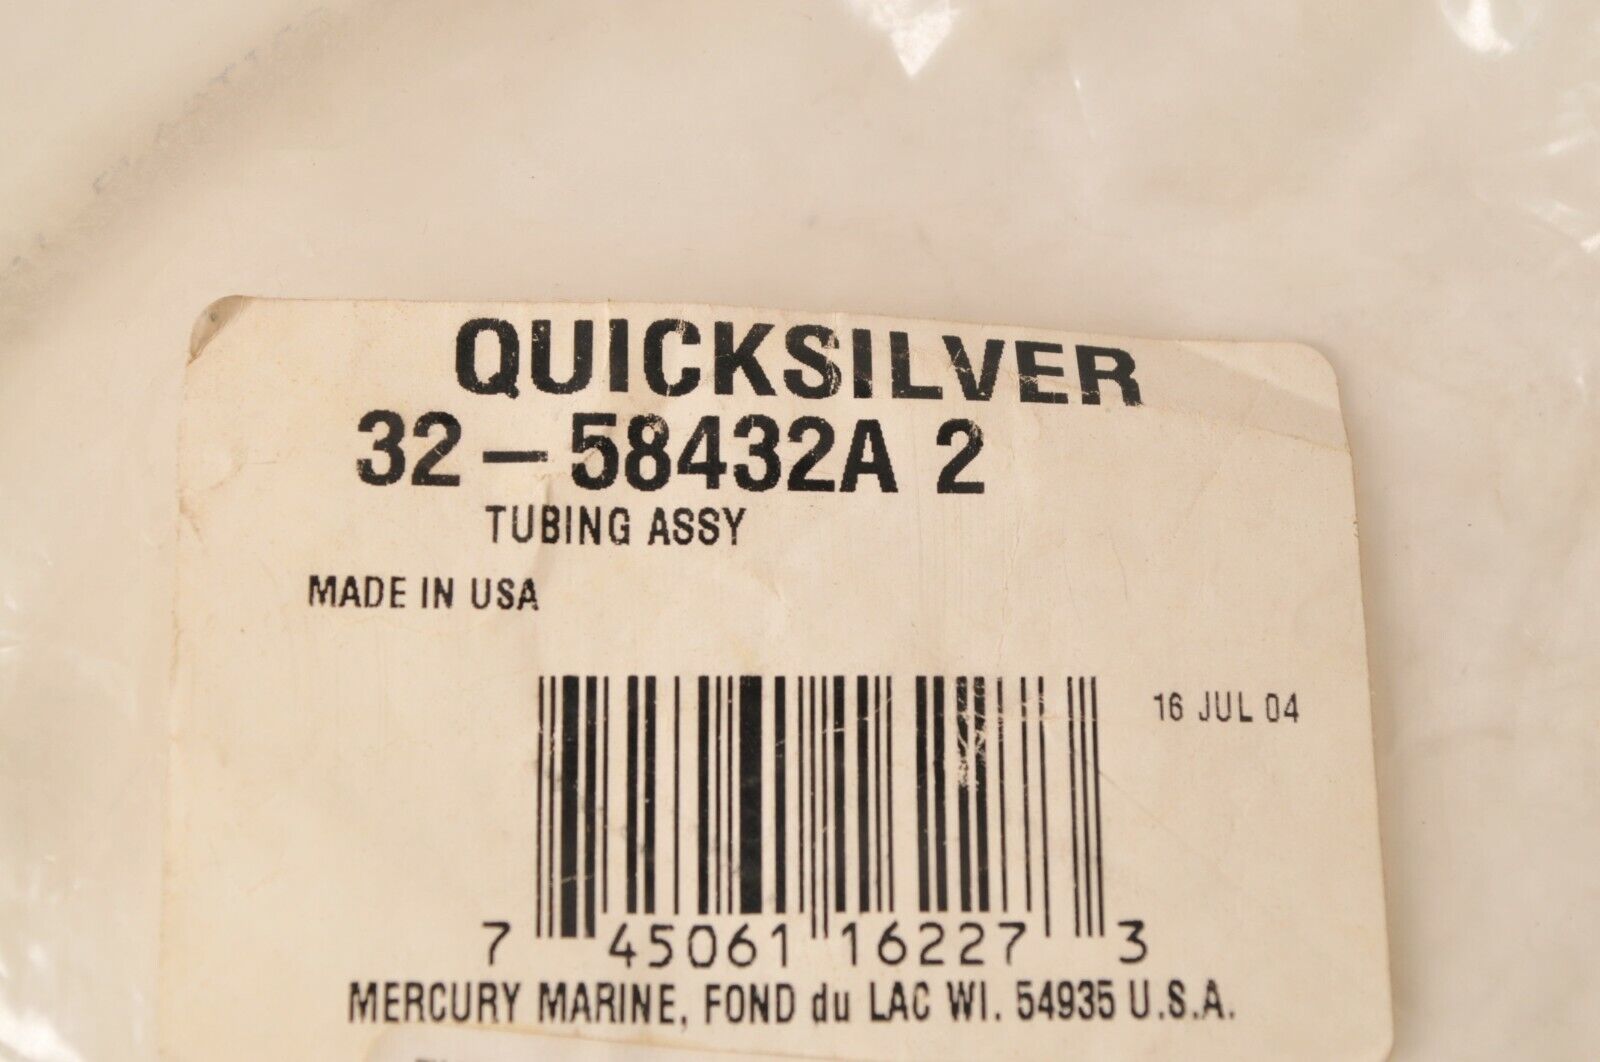 QUICKSILVER
32-58432A 2
TUBING ASSY
MADE IN USA
16 JUL 04
7 45061 16227 3
MERCURY MARINE, FOND du LAC WI. 54935 U.S.A.